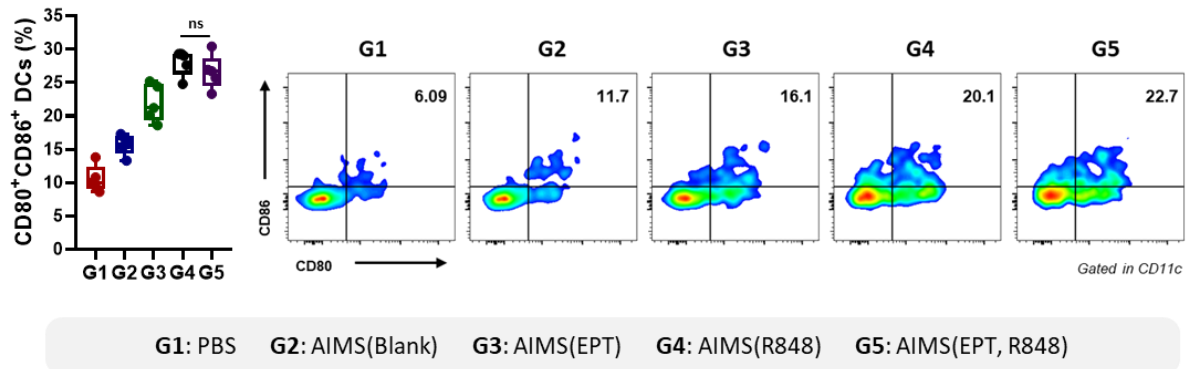 CD80+CD86+ DCs (%)
35
30
25
20
15
10
5
0
ns
G1 G2 G3 G4 G5
G1 G2 G3 G4 G5
6.09 11.7 16.1 20.1 22.7
CD86
CD80
Gated in CD11c
G1: PBS G2: AIMS(Blank) G3: AIMS(EPT) G4: AIMS(R848) G5: AIMS(EPT, R848)